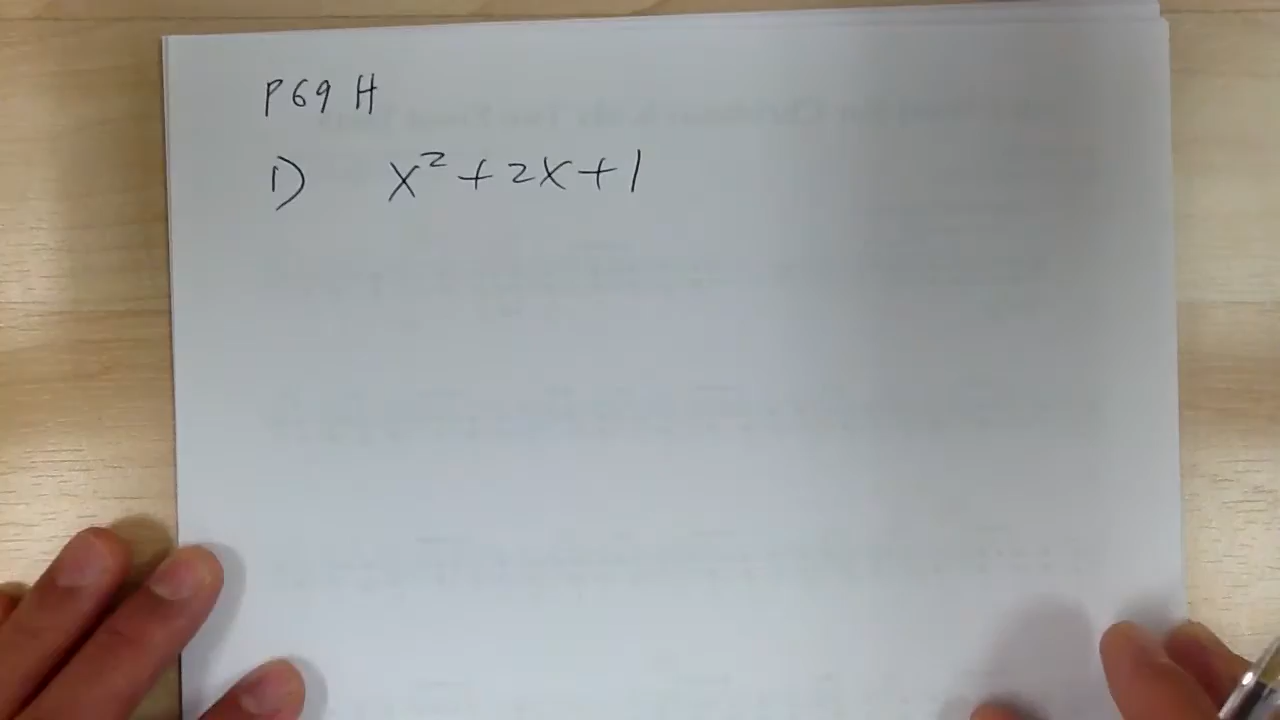 P69 H
1) x² + 2x + 1